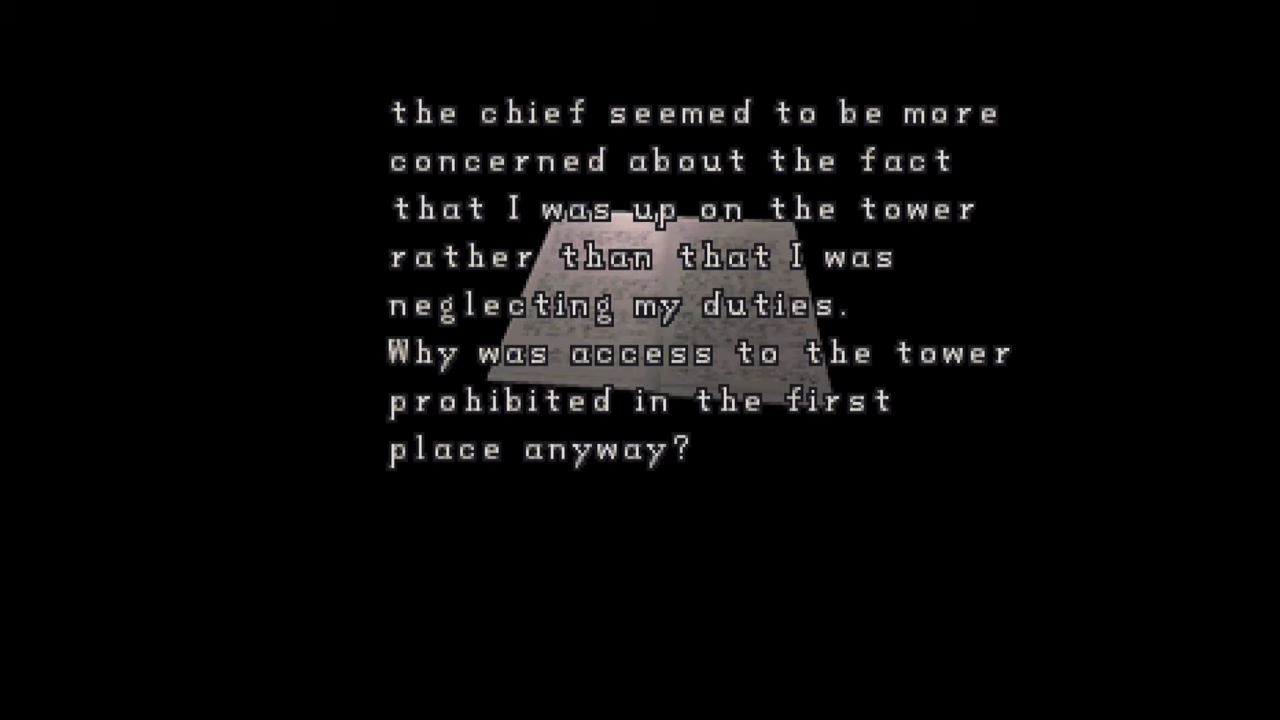 the chief seemed to be more
concerned about the fact
that I was up on the tower
rather than that I was
neglecting my duties.
Why was access to the tower
prohibited in the first
place anyway?